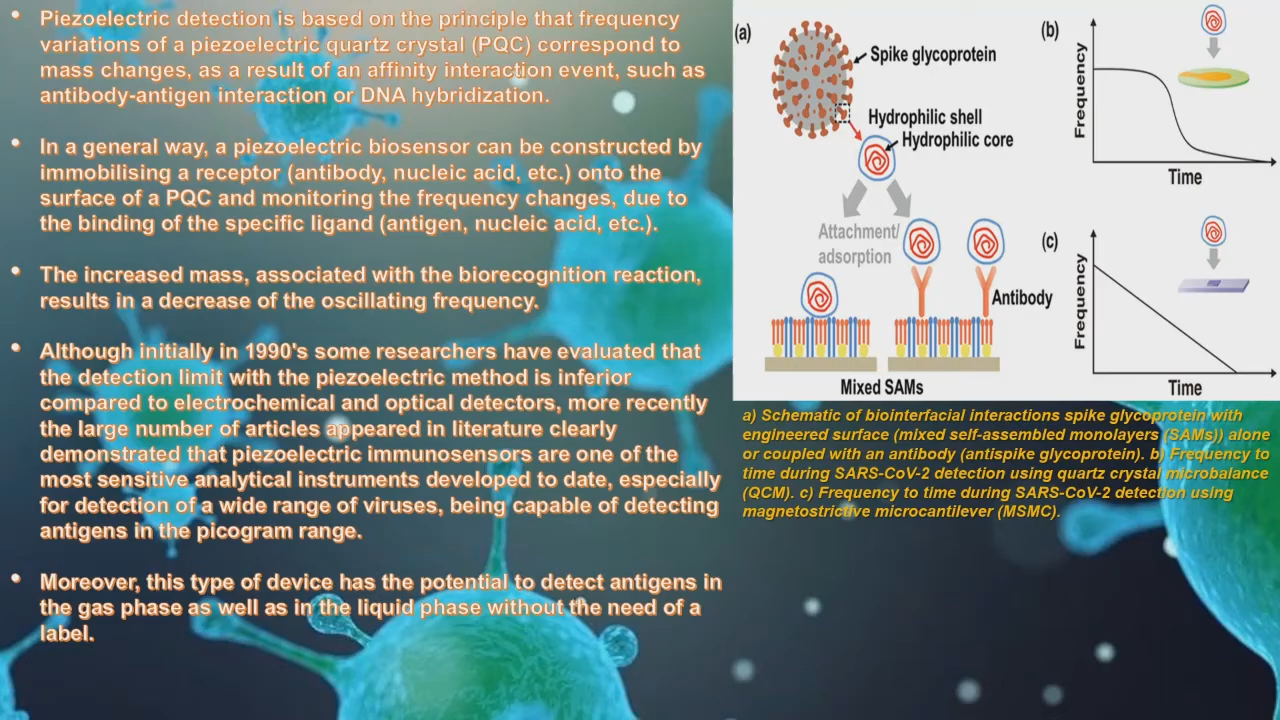 • Piezoelectric detection is based on the principle that frequency
variations of a piezoelectric quartz crystal (PQC) correspond to
mass changes, as a result of an affinity interaction event, such as
antibody-antigen interaction or DNA hybridization.
• In a general way, a piezoelectric biosensor can be constructed by
immobilising a receptor (antibody, nucleic acid, etc.) onto the
surface of a PQC and monitoring the frequency changes, due to
the binding of the specific ligand (antigen, nucleic acid, etc.).
• The increased mass, associated with the biorecognition reaction,
results in a decrease of the oscillating frequency.
• Although initially in 1990's some researchers have evaluated that
the detection limit with the piezoelectric method is inferior
compared to electrochemical and optical detectors, more recently
the large number of articles appeared in literature clearly
demonstrated that piezoelectric immunosensors are one of the
most sensitive analytical instruments developed to date, especially
for detection of a wide range of viruses, being capable of detecting
antigens in the picogram range.
• Moreover, this type of device has the potential to detect antigens in
the gas phase as well as in the liquid phase without the need of a
label.
(a)
Spike glycoprotein
Hydrophilic shell
Hydrophilic core
Attachment/
adsorption
Antibody
Mixed SAMs
(b)
Frequency
Time
(c)
Frequency
Time
a) Schematic of biointerfacial interactions spike glycoprotein with
engineered surface (mixed self-assembled monolayers (SAMs)) alone
or coupled with an antibody (antispike glycoprotein). b) Frequency to
time during SARS-CoV-2 detection using quartz crystal microbalance
(QCM). c) Frequency to time during SARS-CoV-2 detection using
magnetostrictive microcantilever (MSMC).